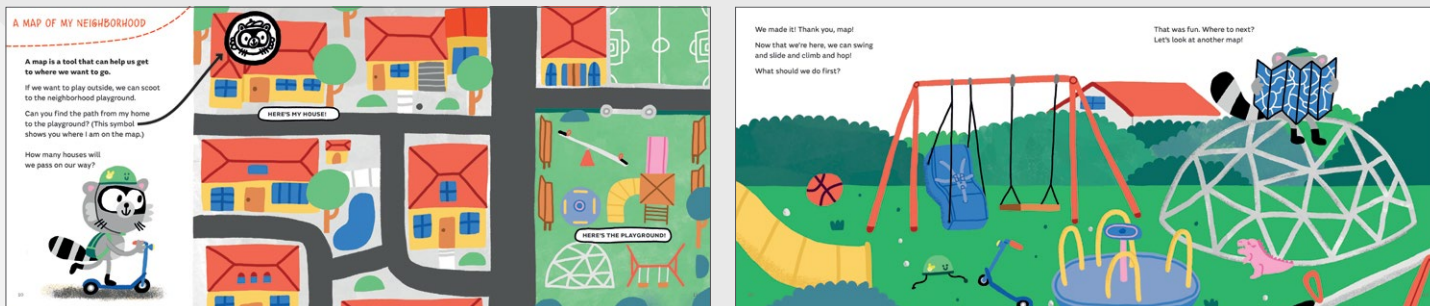 A MAP OF MY NEIGHBORHOOD
A map is a tool that can help us get
to where we want to go.
If we want to play outside, we can scoot
to the neighborhood playground.
Can you find the path from my home
to the playground? (This symbol
shows you where I am on the map.)
How many houses will
we pass on our way?
HERE'S MY HOUSE!
HERE'S THE PLAYGROUND!
We made it! Thank you, map!
Now that we're here, we can swing
and slide and climb and hop!
What should we do first?
That was fun. Where to next?
Let's look at another map!